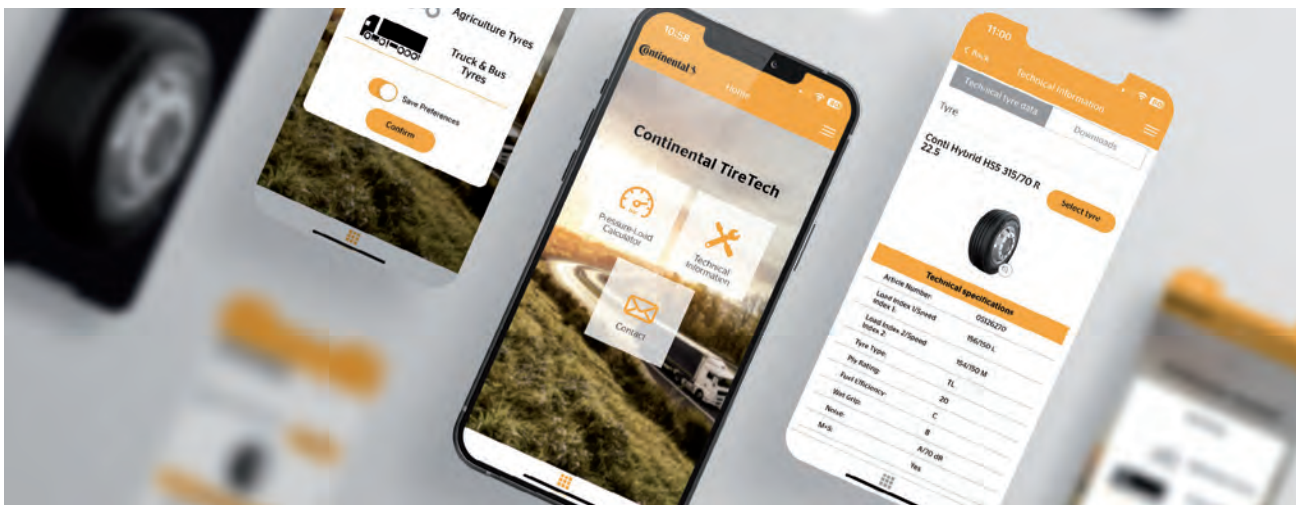 Agriculture Tyres
Truck & Bus
Tyres
Save Preferences
Confirm
10:58
Continental
Home
Continental TireTech
Pressure-Load
Calculator
Technical
Information
Contact
11:00
< Back
Technical Information
Technical tyre data
Downloads
Tyre
Conti Hybrid HS5 315/70 R
22.5
Select tyre
Technical specifications
Article Number:
05126270
Load Index 1/Speed
Index 1:
156/150 L
Load Index 2/Speed
Index 2:
154/150 M
Tyre Type:
TL
Ply Rating:
20
Fuel Efficiency:
C
Wet Grip:
B
Noise:
A/70 dB
M+S:
Yes